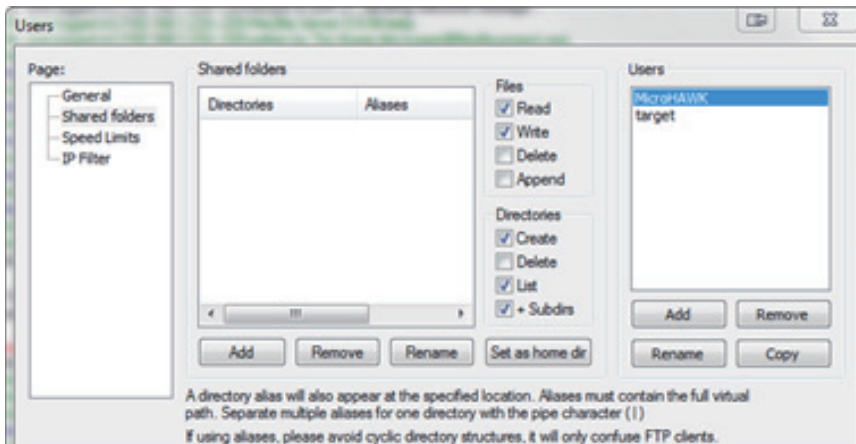 Users
Page:
General
Shared folders
Speed Limits
IP Filter
Shared folders
Directories Aliases
Add Remove Rename
Files
Read
Write
Delete
Append
Directories
Create
Delete
List
+ Subdirs
Set as home dir
Users
MicroHAWK
target
Add Remove
Rename Copy
A directory alias will also appear at the specified location. Aliases must contain the full virtual
path. Separate multiple aliases for one directory with the pipe character ( | )
If using aliases, please avoid cyclic directory structures, it will only confuse FTP clients.